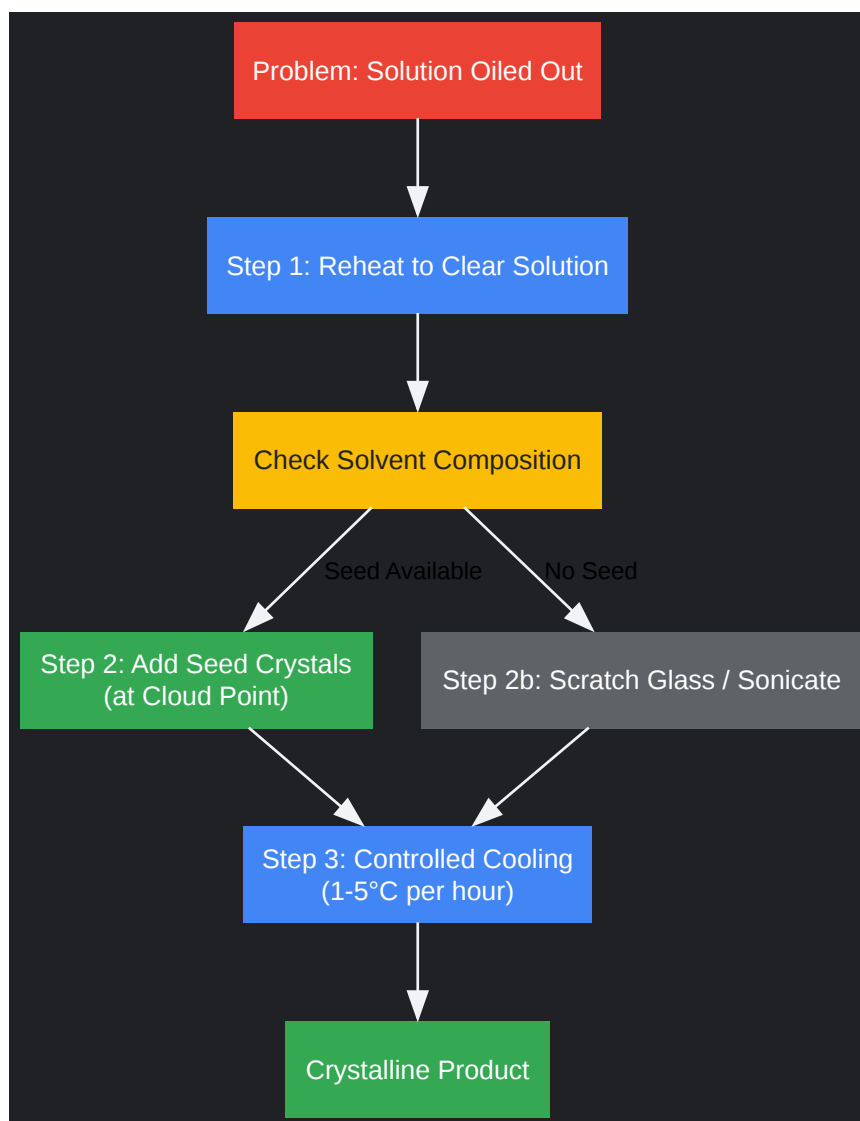 Problem: Solution Oiled Out
Step 1: Reheat to Clear Solution
Check Solvent Composition
Seed Available
No Seed
Step 2: Add Seed Crystals
(at Cloud Point)
Step 2b: Scratch Glass / Sonicate
Step 3: Controlled Cooling
(1-5°C per hour)
Crystalline Product